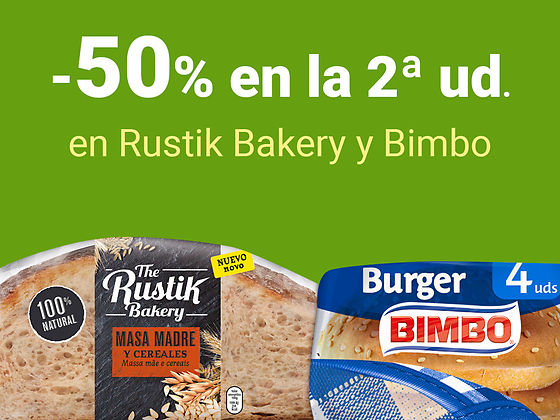 -50% en la 2ª ud.
en Rustik Bakery y Bimbo
NUEVO
NOVO
The
Rustik
Bakery
100%
NATURAL
MASA MADRE
Y CEREALES
Massa mãe e cereais
Burger
4
uds
BIMBO